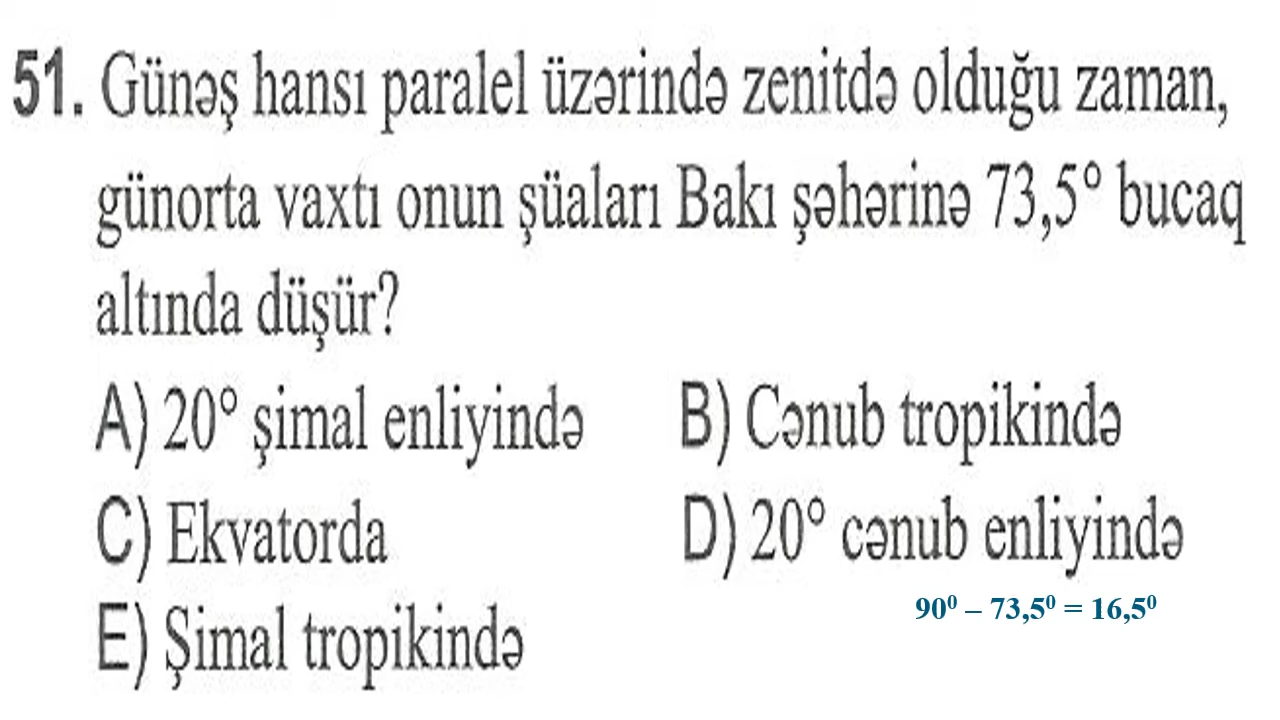 51. Günəş hansı paralel üzərində zenitdə olduğu zaman,
günorta vaxtı onun şüaları Bakı şəhərinə 73,5° bucaq
altında düşür?
A) 20° şimal enliyində B) Cənub tropikində
C) Ekvatorda D) 20° cənub enliyində
90⁰ – 73,5⁰ = 16,5⁰
E) Şimal tropikində